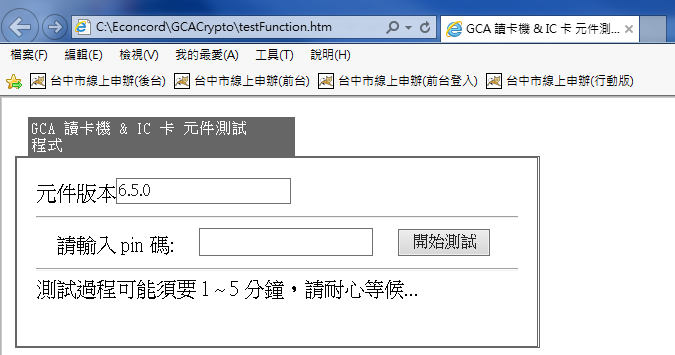 C:\Econcord\GCACrypto\testFunction.htm
GCA 讀卡機 & IC 卡 元件測...
檔案(F) 編輯(E) 檢視(V) 我的最愛(A) 工具(T) 說明(H)
台中市線上申辦(後台) 台中市線上申辦(前台) 台中市線上申辦(前台登入) 台中市線上申辦(行動版)
GCA 讀卡機 & IC 卡 元件測試
程式
元件版本6.5.0
請輸入 pin 碼: 開始測試
測試過程可能須要 1 ~ 5 分鐘，請耐心等候...